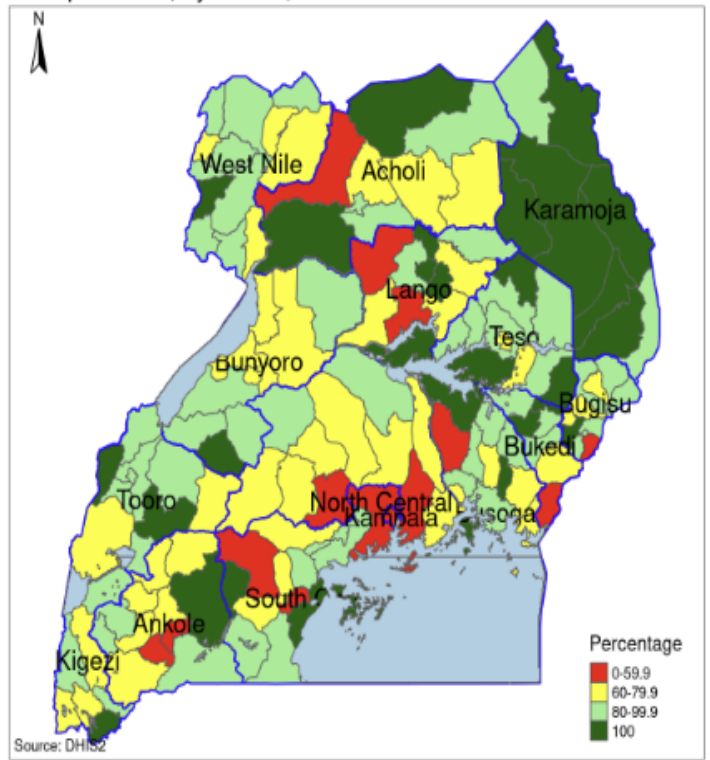 N
West Nile
Acholi
Karamoja
Lango
Teso
Bunyoro
Bugisu
Bukedi
Tooro
North Central
Kampala
soga
South C
Ankole
Kigezi
Percentage
0-59.9
60-79.9
80-99.9
100
Source: DHIS2